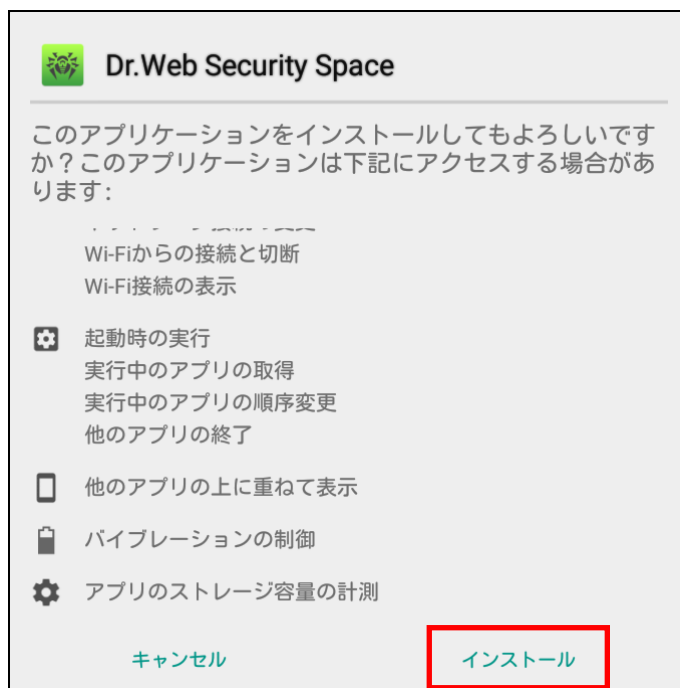 Dr.Web Security Space
このアプリケーションをインストールしてもよろしいです
か？このアプリケーションは下記にアクセスする場合があ
ります:
Wi-Fiからの接続と切断
Wi-Fi接続の表示
起動時の実行
実行中のアプリの取得
実行中のアプリの順序変更
他のアプリの終了
他のアプリの上に重ねて表示
バイブレーションの制御
アプリのストレージ容量の計測
キャンセル
インストール